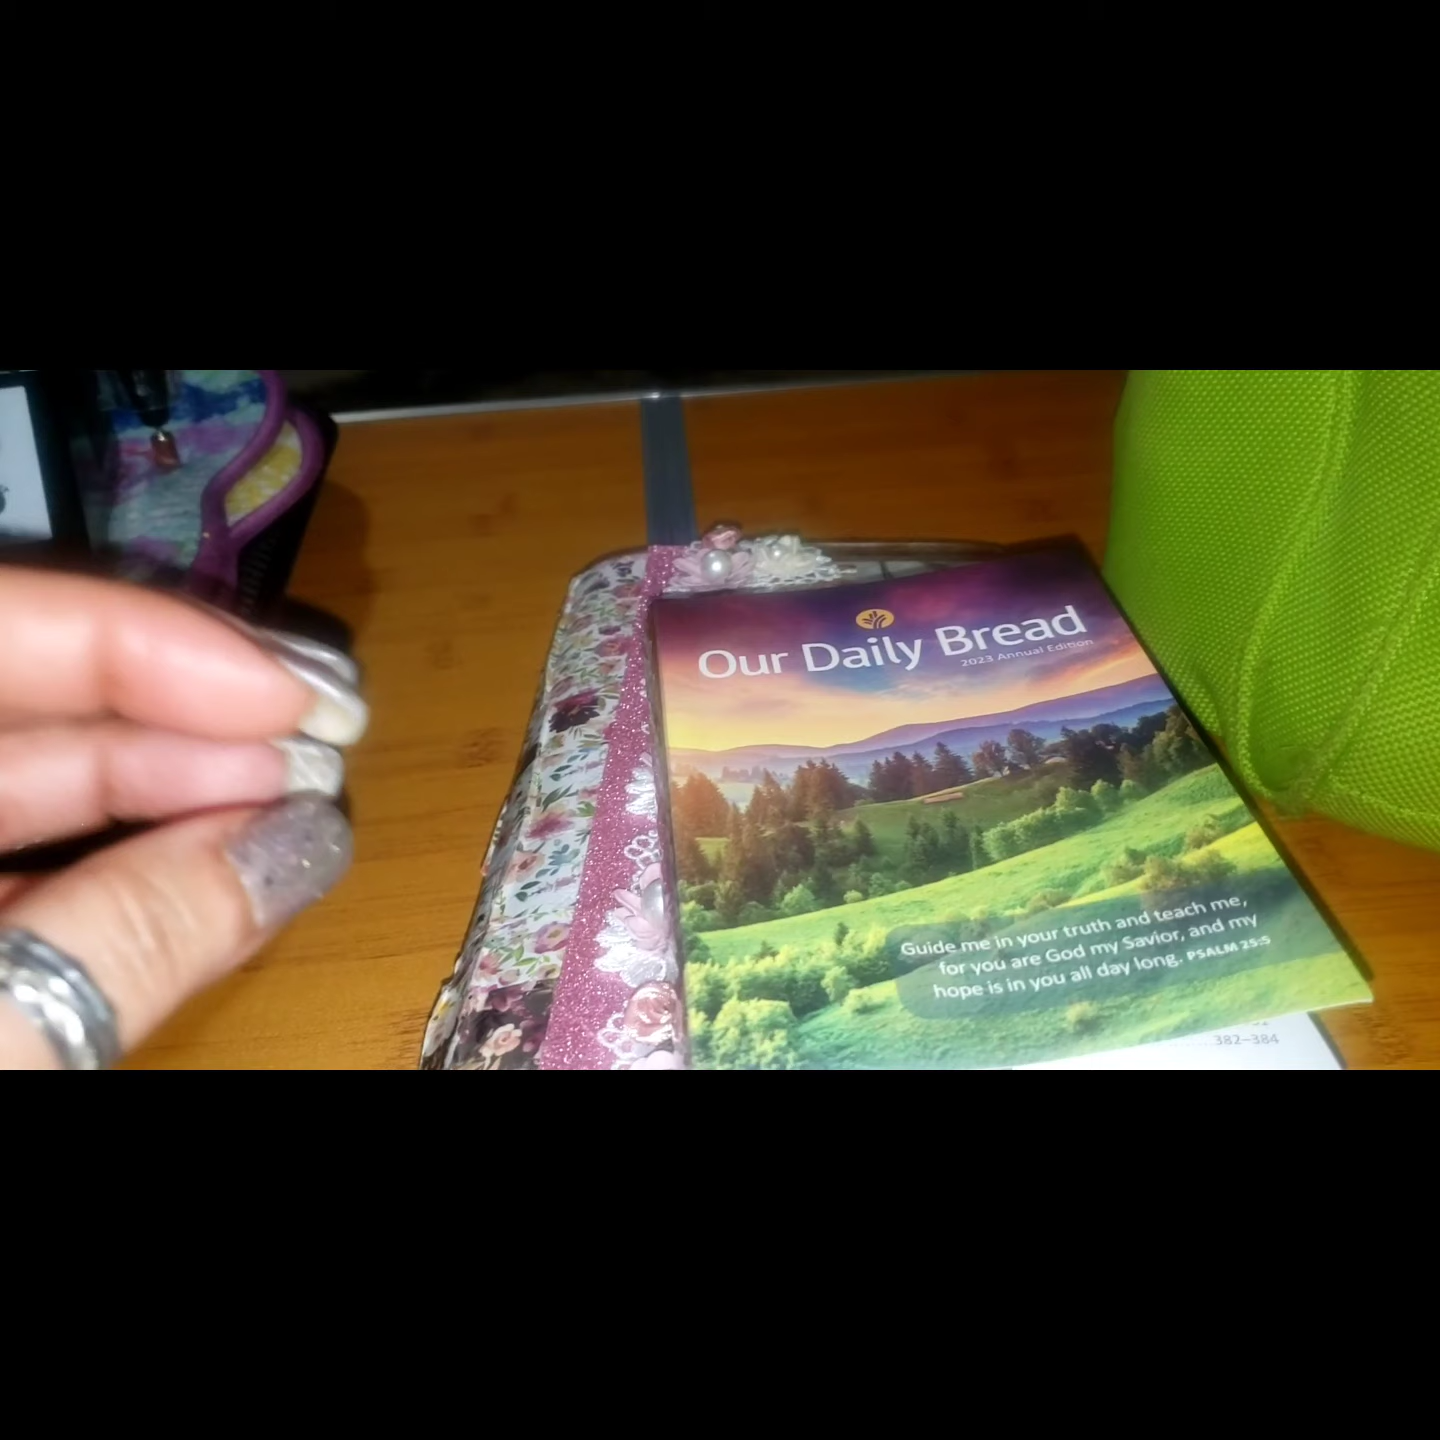 Our Daily Bread
2023 Annual Edition
Guide me in your truth and teach me,
for you are God my Savior, and my
hope is in you all day long. PSALM 25:5
382–384